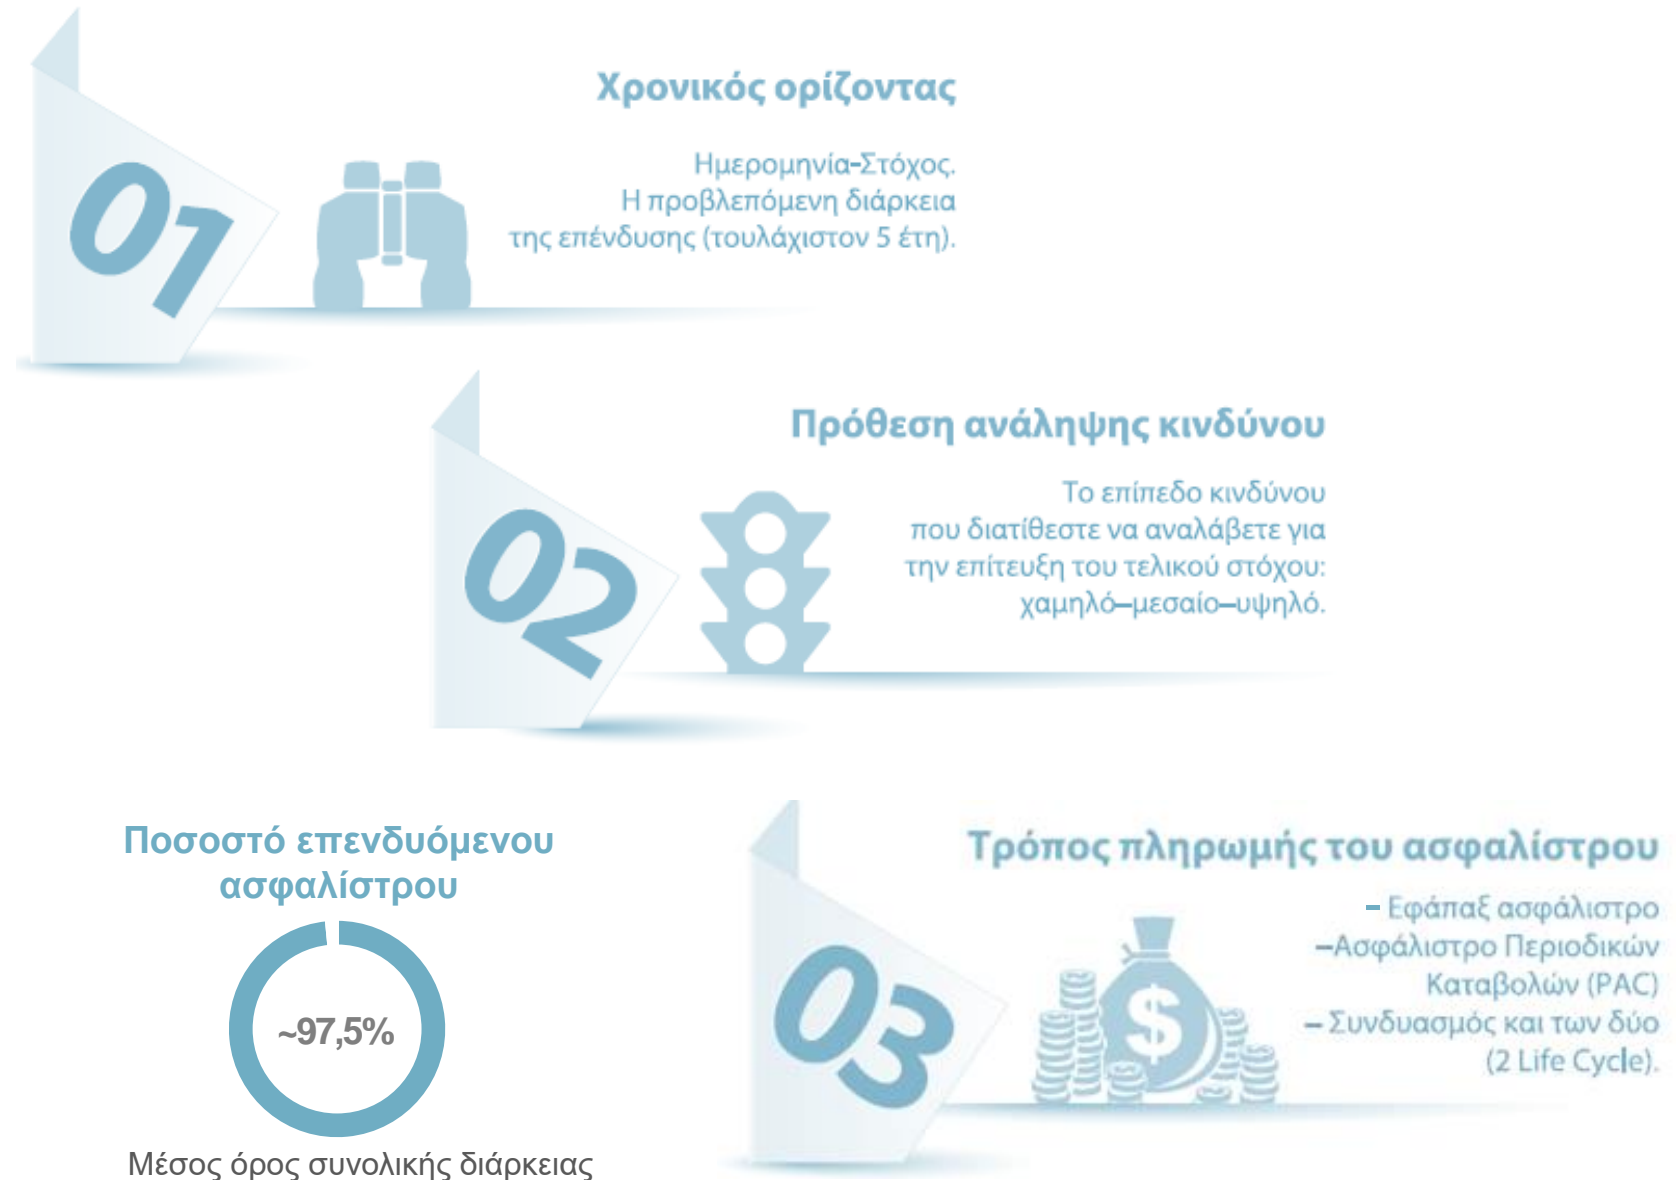 01
Χρονικός ορίζοντας
Ημερομηνία-Στόχος.
Η προβλεπόμενη διάρκεια
της επένδυσης (τουλάχιστον 5 έτη).
02
Πρόθεση ανάληψης κινδύνου
Το επίπεδο κινδύνου
που διατίθεστε να αναλάβετε για
την επίτευξη του τελικού στόχου:
χαμηλό–μεσαίο–υψηλό.
Ποσοστό επενδυόμενου
ασφαλίστρου
~97,5%
Μέσος όρος συνολικής διάρκειας
03
Τρόπος πληρωμής του ασφαλίστρου
– Εφάπαξ ασφάλιστρο
–Ασφάλιστρο Περιοδικών
Καταβολών (PAC)
– Συνδυασμός και των δύο
(2 Life Cycle).
$